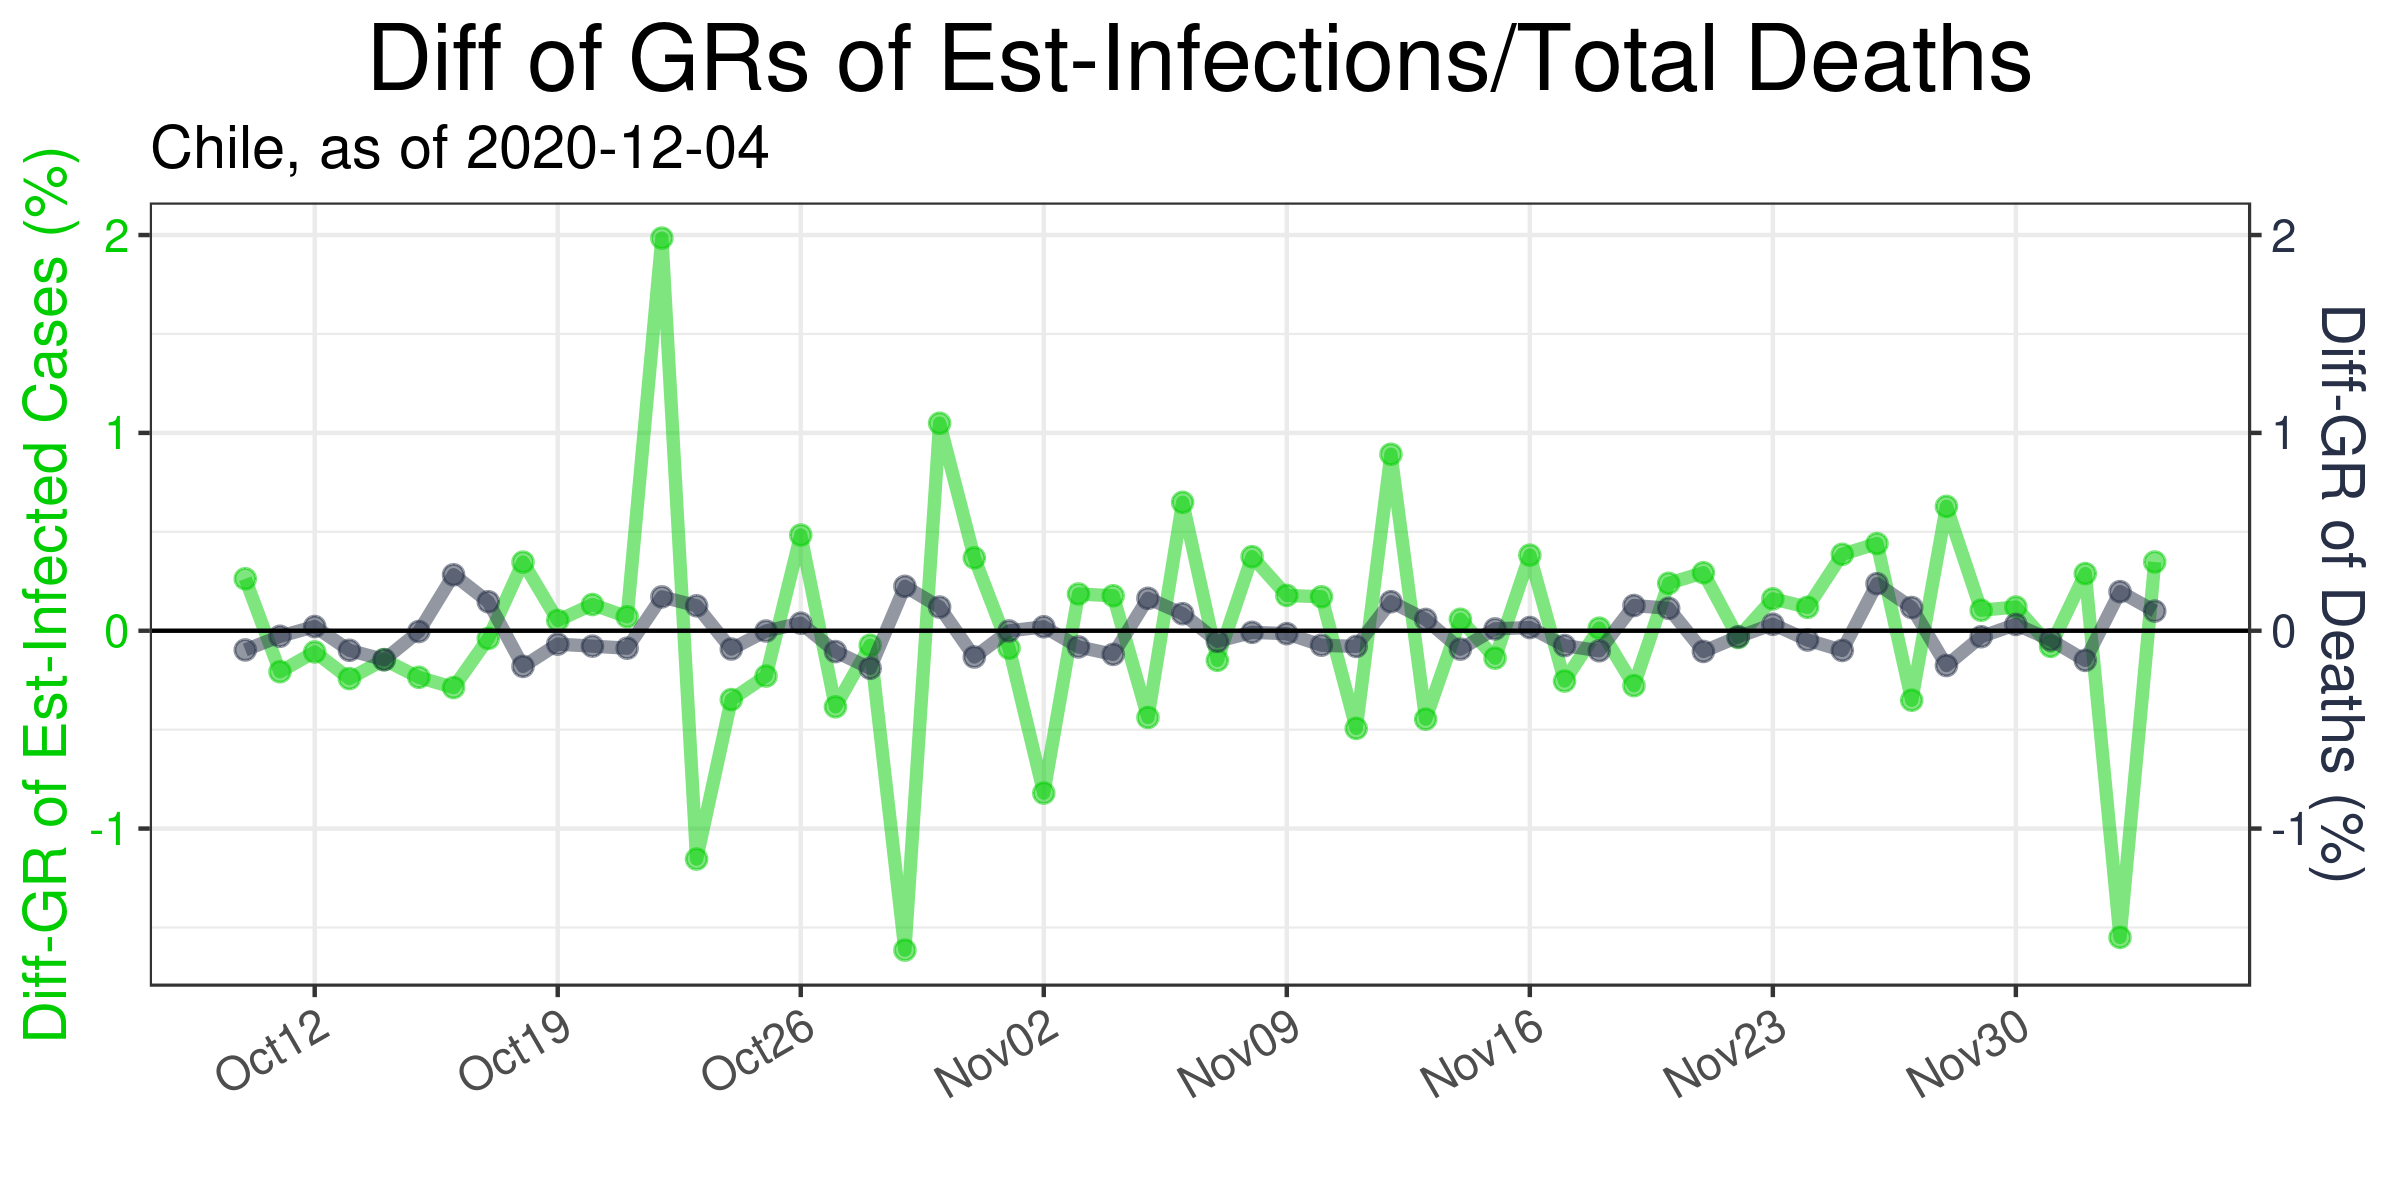 Diff of GRs of Est-Infections/Total Deaths
Chile, as of 2020-12-04
Diff-GR of Est-Infected Cases (%)
2
1
0
-1
2
1
0
-1
Diff-GR of Deaths (%)
Oct12
Oct19
Oct26
Nov02
Nov09
Nov16
Nov23
Nov30